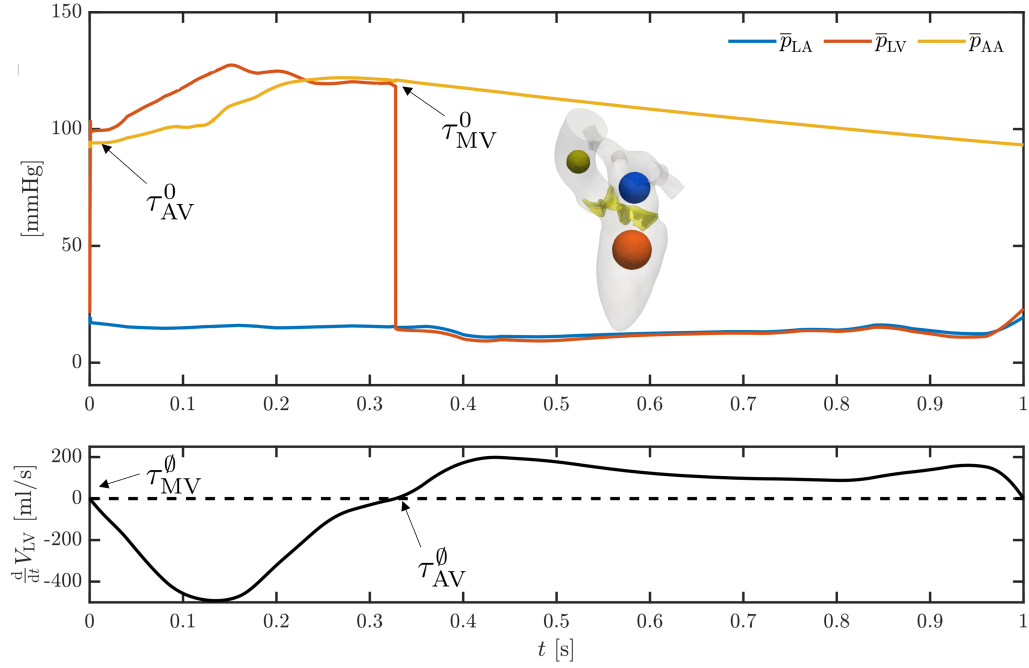 150
p̅LA p̅LV p̅AA
100
τ⁰MV
τ⁰AV
[mmHg]
50
0
0 0.1 0.2 0.3 0.4 0.5 0.6 0.7 0.8 0.9 1
200
τ^∅MV
0
τ^∅AV
-200
-400
d/dt VLV [ml/s]
0 0.1 0.2 0.3 0.4 0.5 0.6 0.7 0.8 0.9 1
t [s]